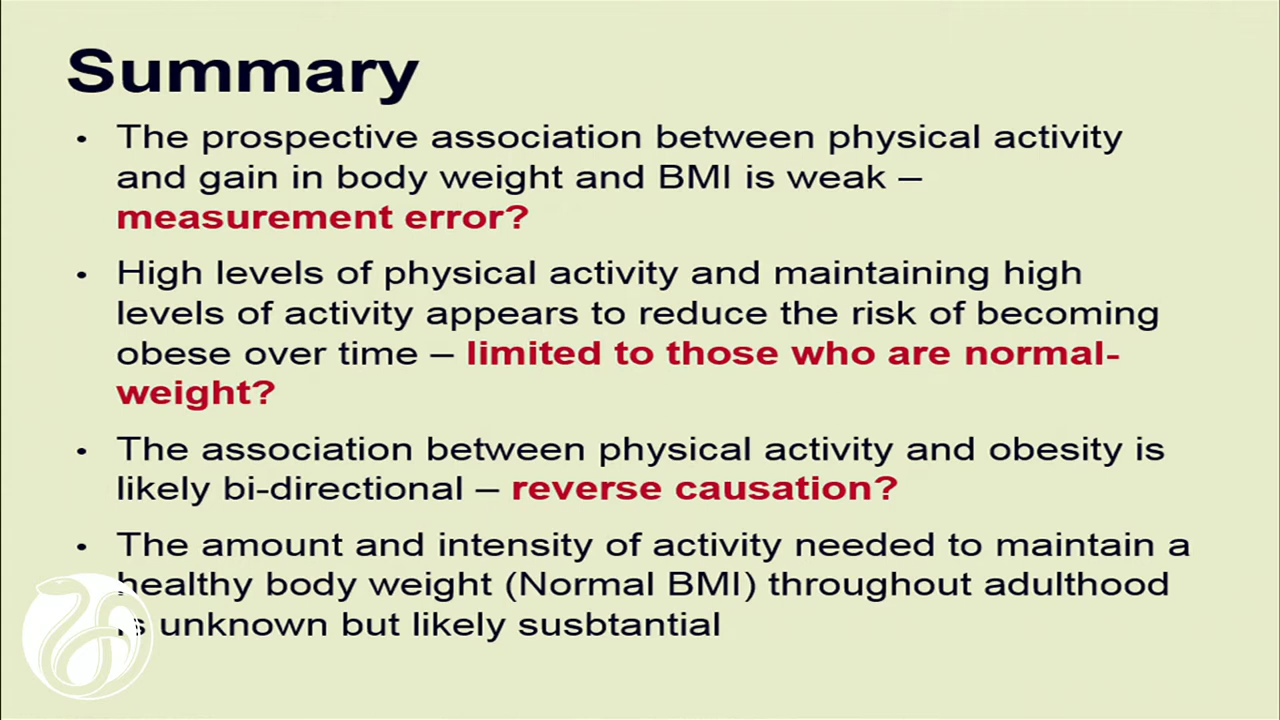 Summary
• The prospective association between physical activity
and gain in body weight and BMI is weak –
measurement error?
• High levels of physical activity and maintaining high
levels of activity appears to reduce the risk of becoming
obese over time – limited to those who are normal-
weight?
• The association between physical activity and obesity is
likely bi-directional – reverse causation?
• The amount and intensity of activity needed to maintain a
healthy body weight (Normal BMI) throughout adulthood
is unknown but likely susbtantial